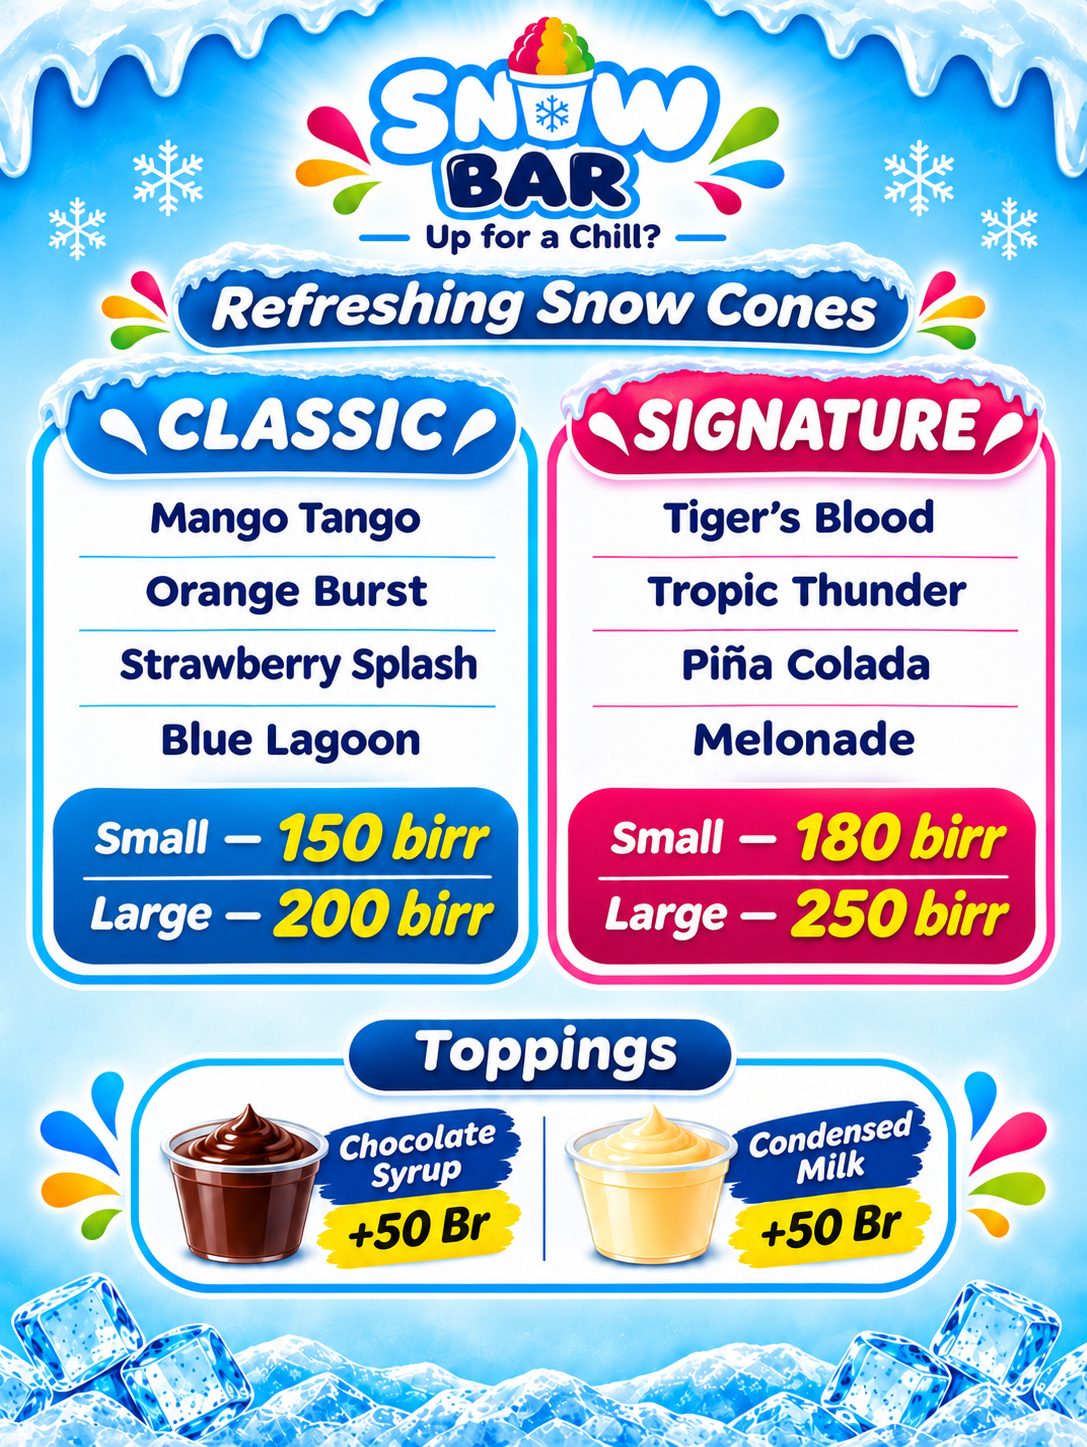 SNOW
BAR
Up for a Chill?
Refreshing Snow Cones
CLASSIC
Mango Tango
Orange Burst
Strawberry Splash
Blue Lagoon
Small — 150 birr
Large — 200 birr
SIGNATURE
Tiger's Blood
Tropic Thunder
Piña Colada
Melonade
Small — 180 birr
Large — 250 birr
Toppings
Chocolate
Syrup
+50 Br
Condensed
Milk
+50 Br